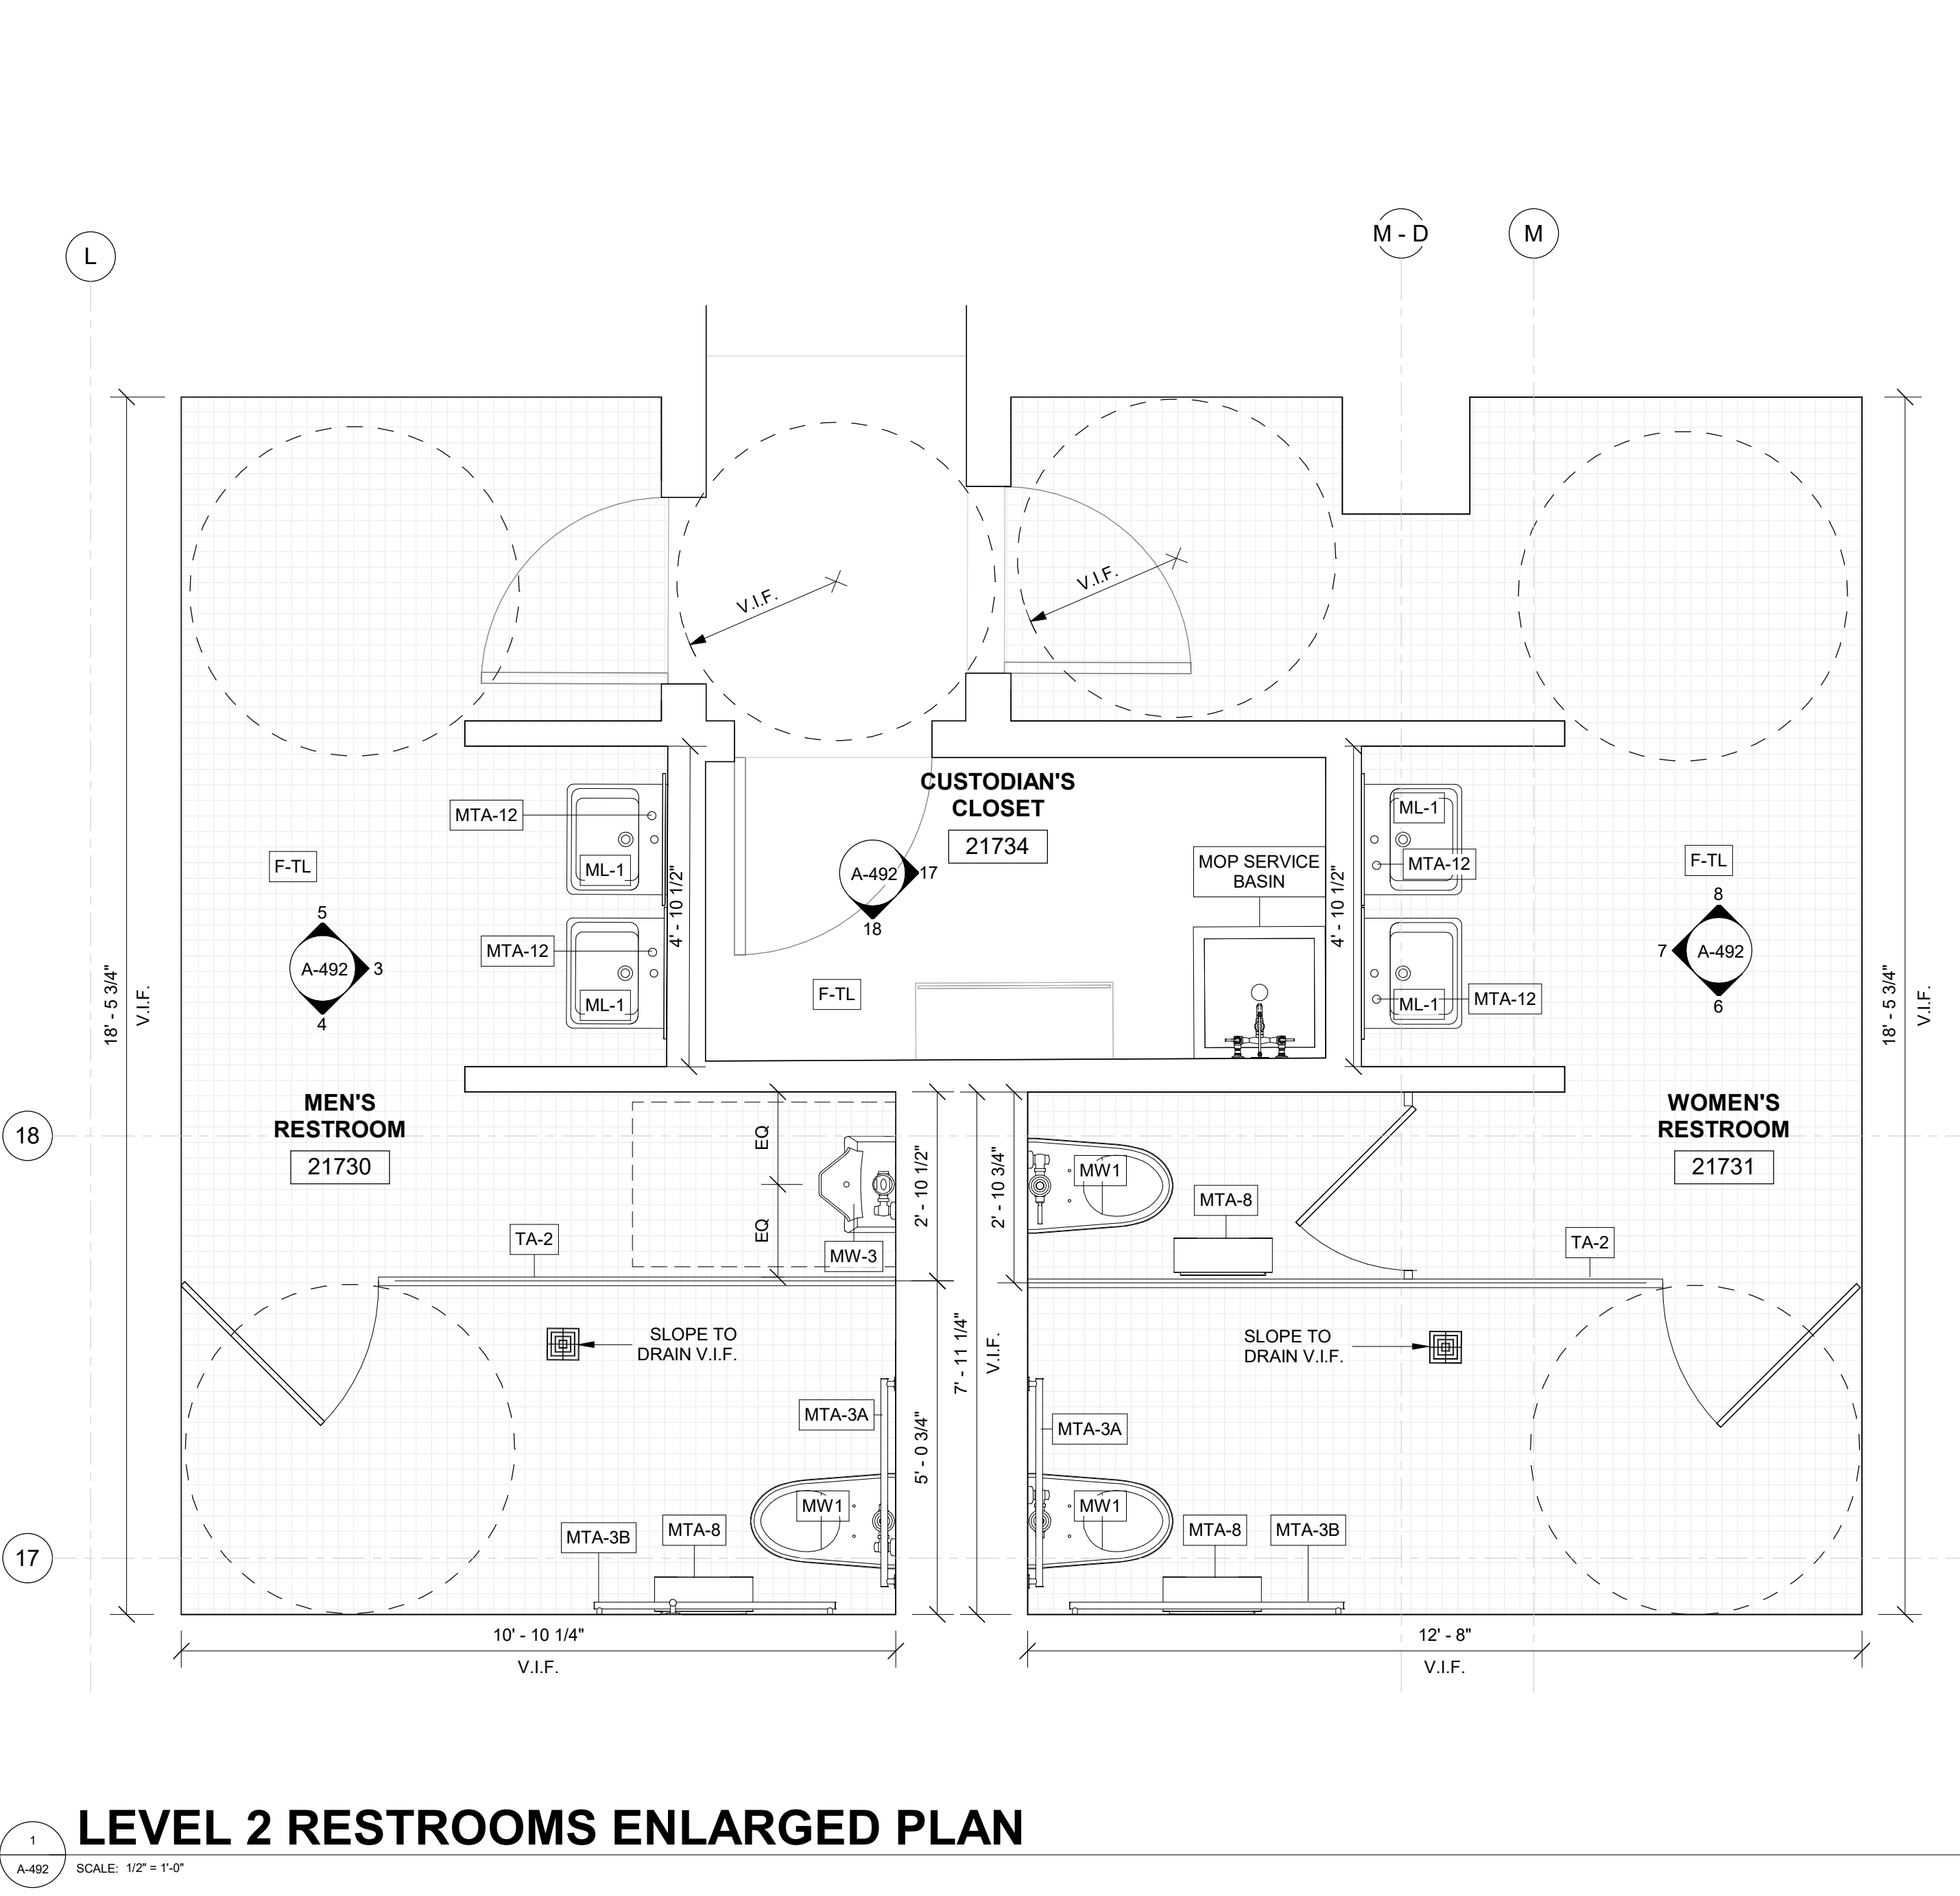 L
M - D
M
V.I.F.
V.I.F.
CUSTODIAN'S
CLOSET
21734
MTA-12
ML-1
F-TL
4' - 10 1/2"
A-492
17
18
MOP SERVICE
BASIN
4' - 10 1/2"
ML-1
MTA-12
F-TL
5
A-492
3
4
MTA-12
ML-1
F-TL
ML-1
MTA-12
8
7
A-492
6
18' - 5 3/4"
V.I.F.
18' - 5 3/4"
V.I.F.
MEN'S
RESTROOM
21730
WOMEN'S
RESTROOM
21731
18
EQ
EQ
MW-3
2' - 10 1/2"
2' - 10 3/4"
MW1
MTA-8
TA-2
TA-2
SLOPE TO
DRAIN V.I.F.
SLOPE TO
DRAIN V.I.F.
7' - 11 1/4"
V.I.F.
5' - 0 3/4"
MTA-3A
MTA-3A
MW1
MW1
17
MTA-3B
MTA-8
MTA-8
MTA-3B
10' - 10 1/4"
V.I.F.
12' - 8"
V.I.F.
1
A-492
LEVEL 2 RESTROOMS ENLARGED PLAN
SCALE: 1/2" = 1'-0"